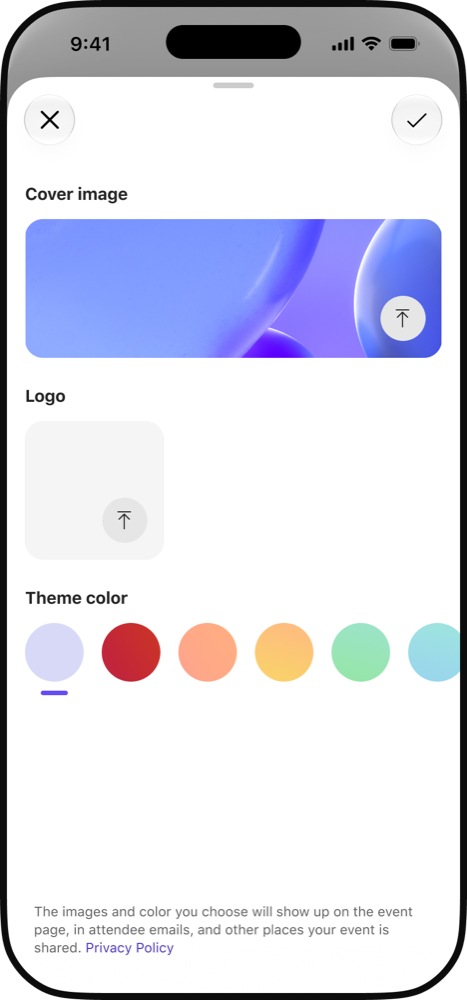 9:41
Cover image
Logo
Theme color
The images and color you choose will show up on the event
page, in attendee emails, and other places your event is
shared. Privacy Policy